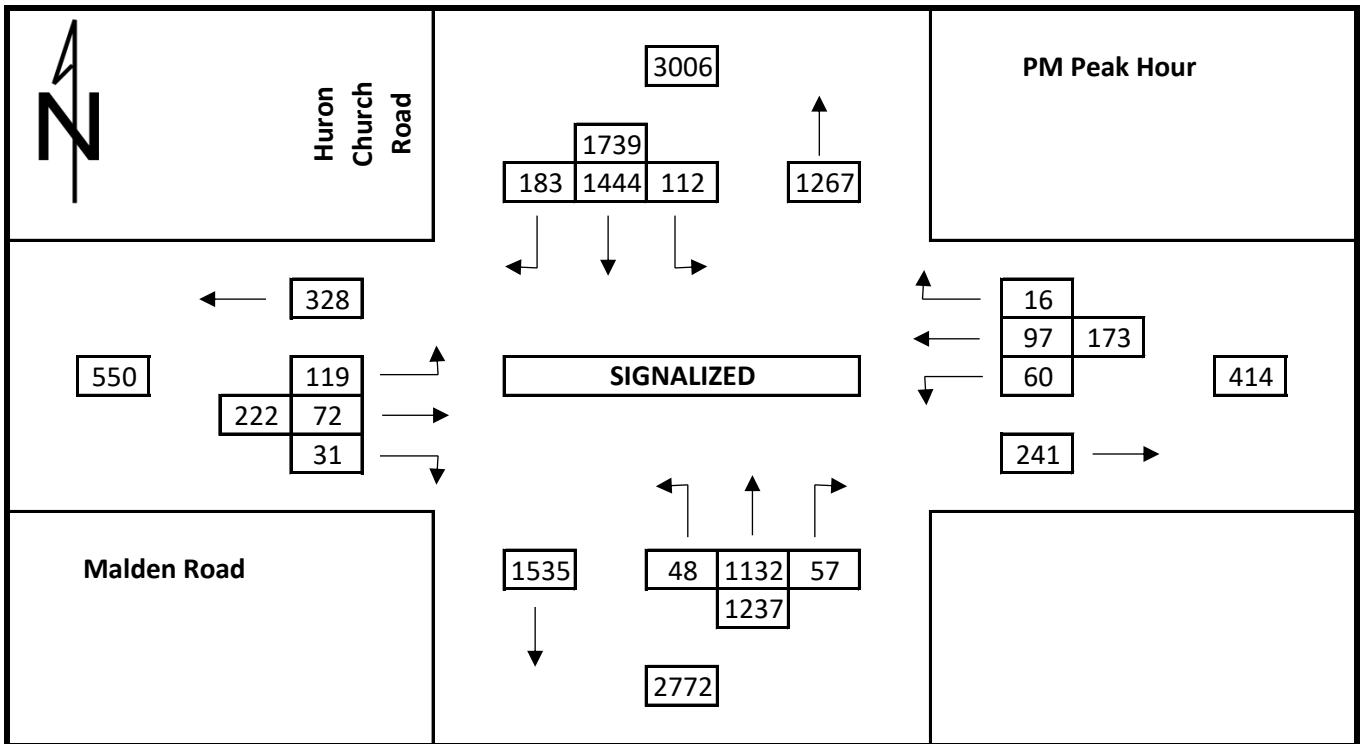 N
Huron
Church
Road
3006
PM Peak Hour
1739
183 1444 112
1267
328
16
97 173
60
550
119
222 72
31
SIGNALIZED
414
241
Malden Road
1535
48 1132 57
1237
2772